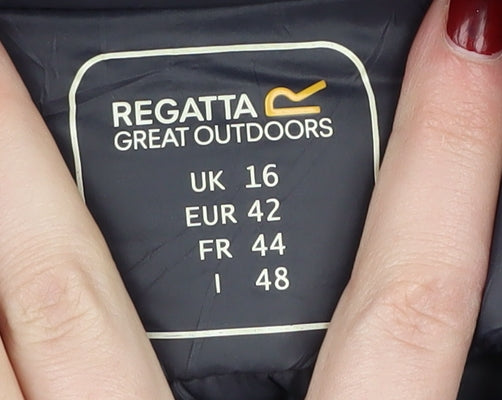 REGATTA
GREAT OUTDOORS
UK 16
EUR 42
FR 44
I 48